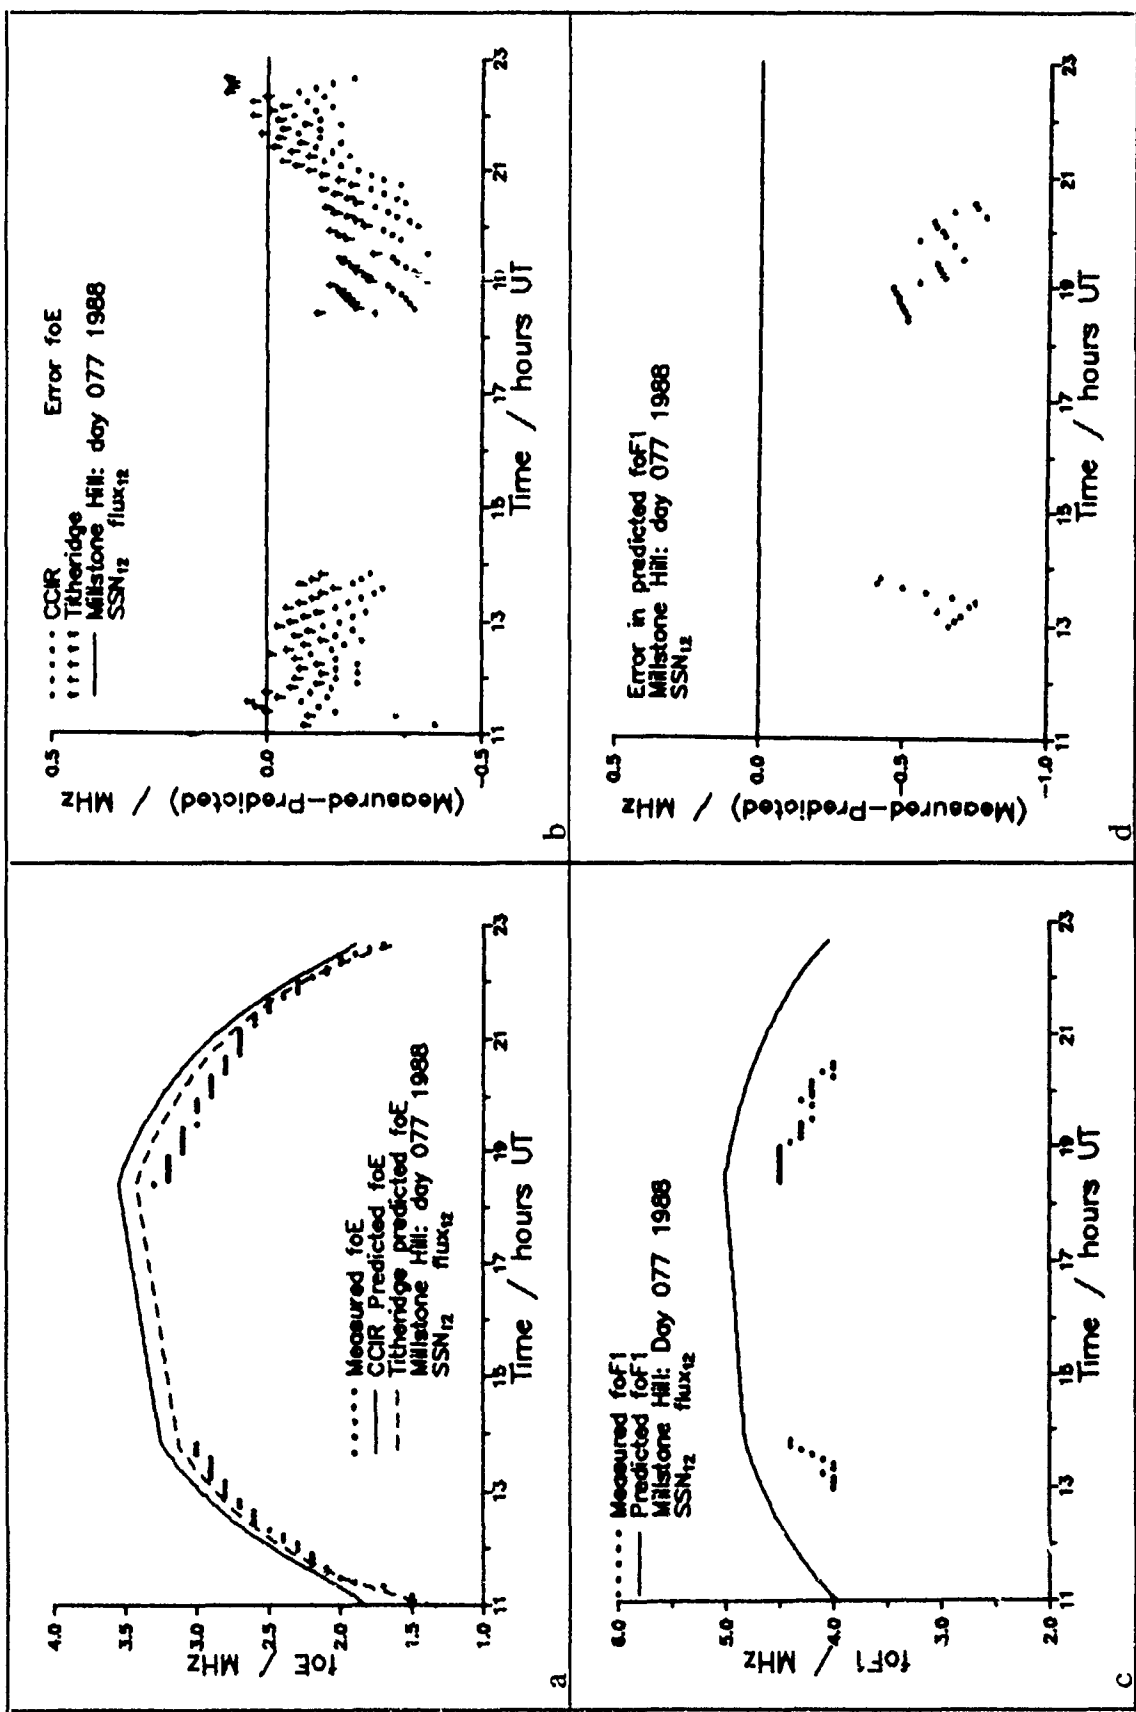 a
4.0
3.5
3.0
2.5
2.0
1.5
1.0
foE / MHz
11
13
15
17
19
21
23
Time / hours UT
Measured foE
CCIR Predicted foE
Titheridge predicted foE
Millstone Hill: day 077 1988
SSN12 flux12
b
0.5
0.0
-0.5
(Measured-Predicted) / MHz
11
13
15
17
19
21
23
Time / hours UT
CCIR Error foE
Titheridge
Millstone Hill: day 077 1988
SSN12 flux12
c
6.0
5.0
4.0
3.0
2.0
foF1 / MHz
11
13
15
17
19
21
23
Time / hours UT
Measured foF1
Predicted foF1
Millstone Hill: Day 077 1988
SSN12 flux12
d
0.5
0.0
-0.5
-1.0
(Measured-Predicted) / MHz
11
13
15
17
19
21
23
Time / hours UT
Error in predicted foF1
Millstone Hill: day 077 1988
SSN12